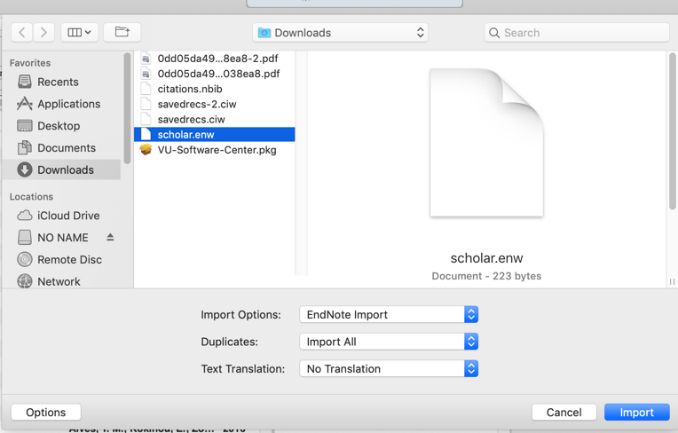 Downloads
Search
Favorites
Recents
Applications
Desktop
Documents
Downloads
Locations
iCloud Drive
NO NAME
Remote Disc
Network
0dd05da49...8ea8-2.pdf
0dd05da49...038ea8.pdf
citations.nbib
savedrecs-2.ciw
savedrecs.ciw
scholar.enw
VU-Software-Center.pkg
scholar.enw
Document - 223 bytes
Import Options: EndNote Import
Duplicates: Import All
Text Translation: No Translation
Options
Cancel
Import